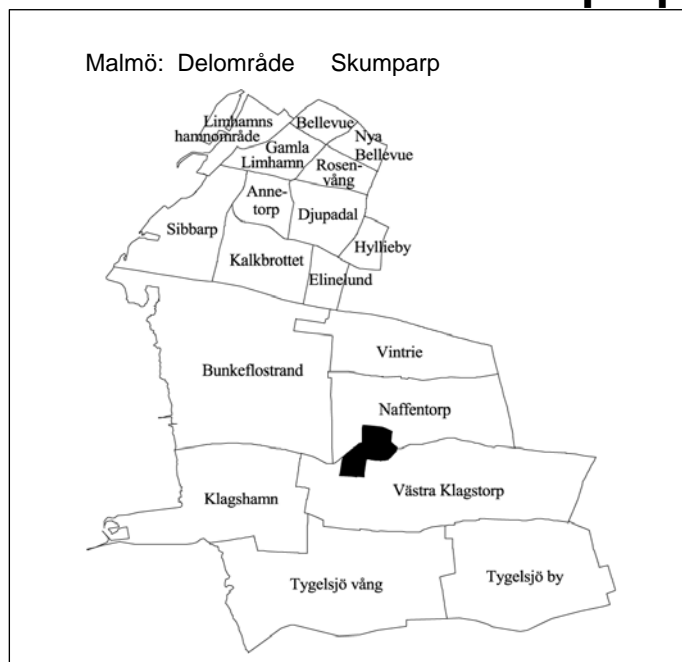 Malmö: Delområde Skumparp
Limhamns
hamnområde
Bellevue
Nya
Bellevue
Gamla
Limhamn
Rosen-
vång
Anne-
torp
Djupadal
Sibbarp
Hyllieby
Kalkbrottet
Elinelund
Vintrie
Bunkeflostrand
Naffentorp
Klagshamn
Västra Klagstorp
Tygelsjö vång
Tygelsjö by